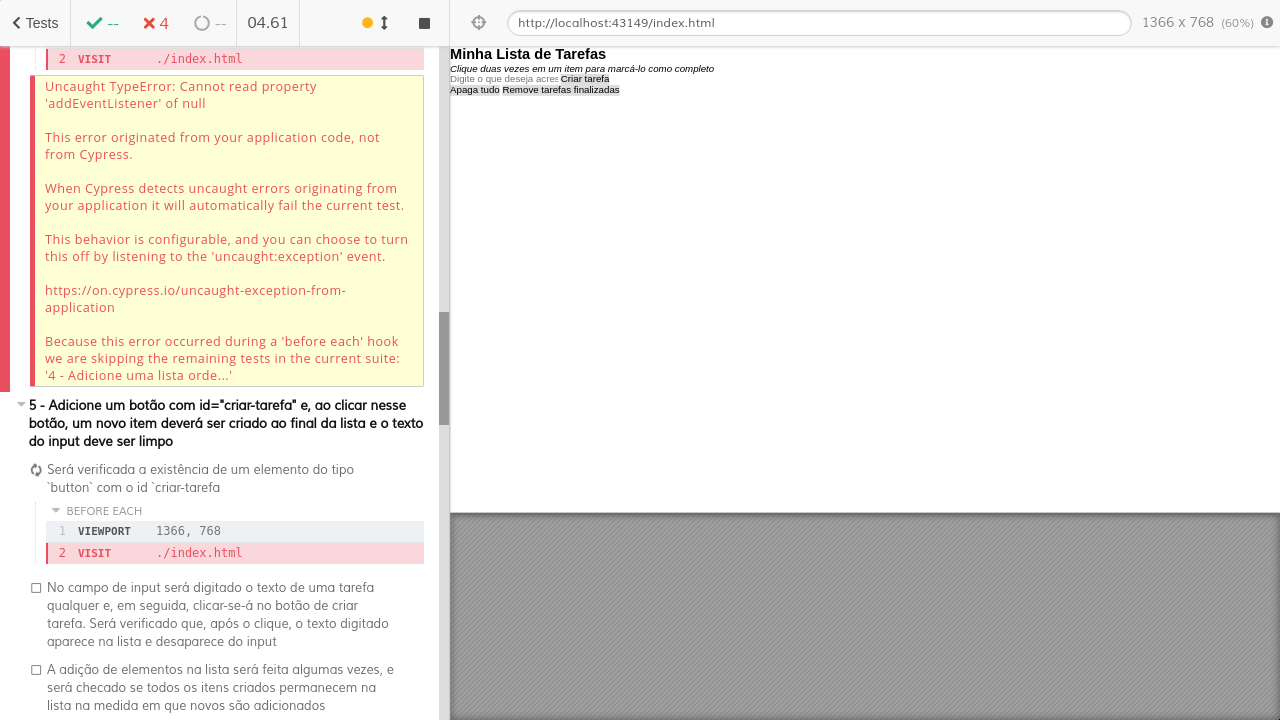 Tests
--
4
--
04.61
http://localhost:43149/index.html
1366 x 768 (60%)
2 VISIT ./index.html
Uncaught TypeError: Cannot read property
'addEventListener' of null
This error originated from your application code, not
from Cypress.
When Cypress detects uncaught errors originating from
your application it will automatically fail the current test.
This behavior is configurable, and you can choose to turn
this off by listening to the 'uncaught:exception' event.
https://on.cypress.io/uncaught-exception-from-
application
Because this error occurred during a 'before each' hook
we are skipping the remaining tests in the current suite:
'4 - Adicione uma lista orde...'
5 - Adicione um botão com id="criar-tarefa" e, ao clicar nesse
botão, um novo item deverá ser criado ao final da lista e o texto
do input deve ser limpo
Será verificada a existência de um elemento do tipo
`button` com o id `criar-tarefa
BEFORE EACH
1 VIEWPORT 1366, 768
2 VISIT ./index.html
No campo de input será digitado o texto de uma tarefa
qualquer e, em seguida, clicar-se-á no botão de criar
tarefa. Será verificado que, após o clique, o texto digitado
aparece na lista e desaparece do input
A adição de elementos na lista será feita algumas vezes, e
será checado se todos os itens criados permanecem na
lista na medida em que novos são adicionados
Minha Lista de Tarefas
Clique duas vezes em um item para marcá-lo como completo
Digite o que deseja acres Criar tarefa
Apaga tudo Remove tarefas finalizadas